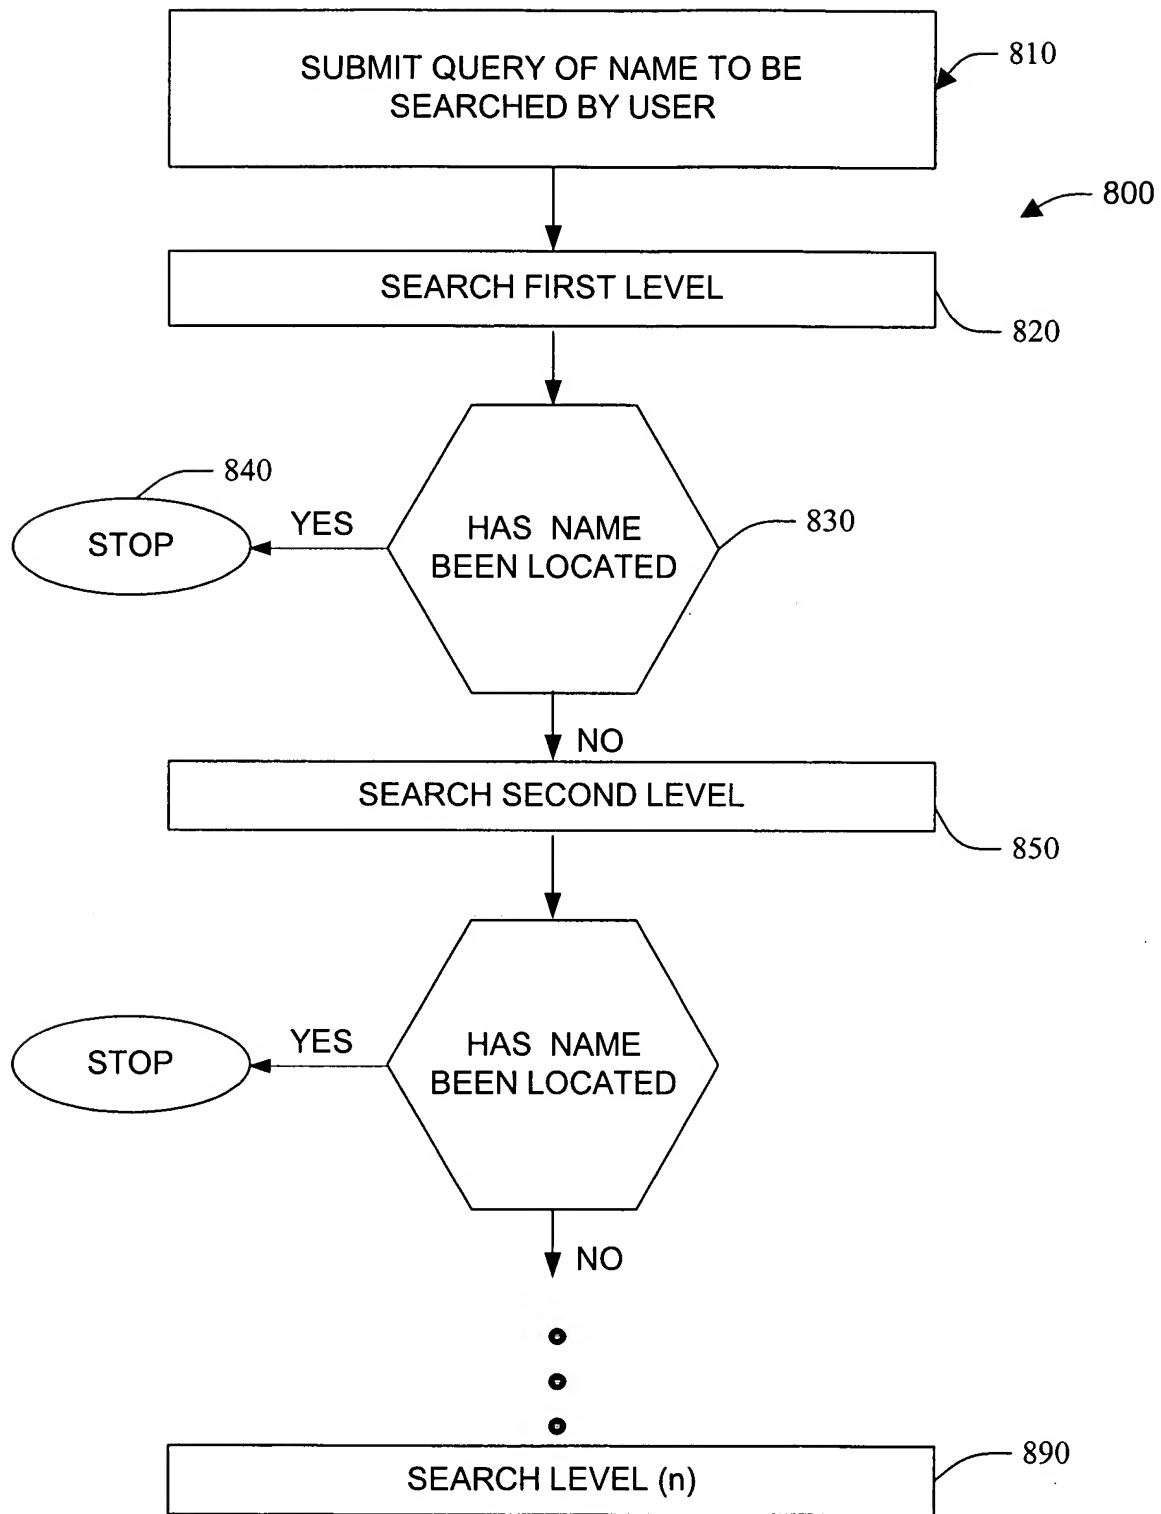 SUBMIT QUERY OF NAME TO BE
SEARCHED BY USER
810
800
SEARCH FIRST LEVEL
820
840
STOP
YES
HAS NAME
BEEN LOCATED
830
NO
SEARCH SECOND LEVEL
850
STOP
YES
HAS NAME
BEEN LOCATED
NO
SEARCH LEVEL (n)
890